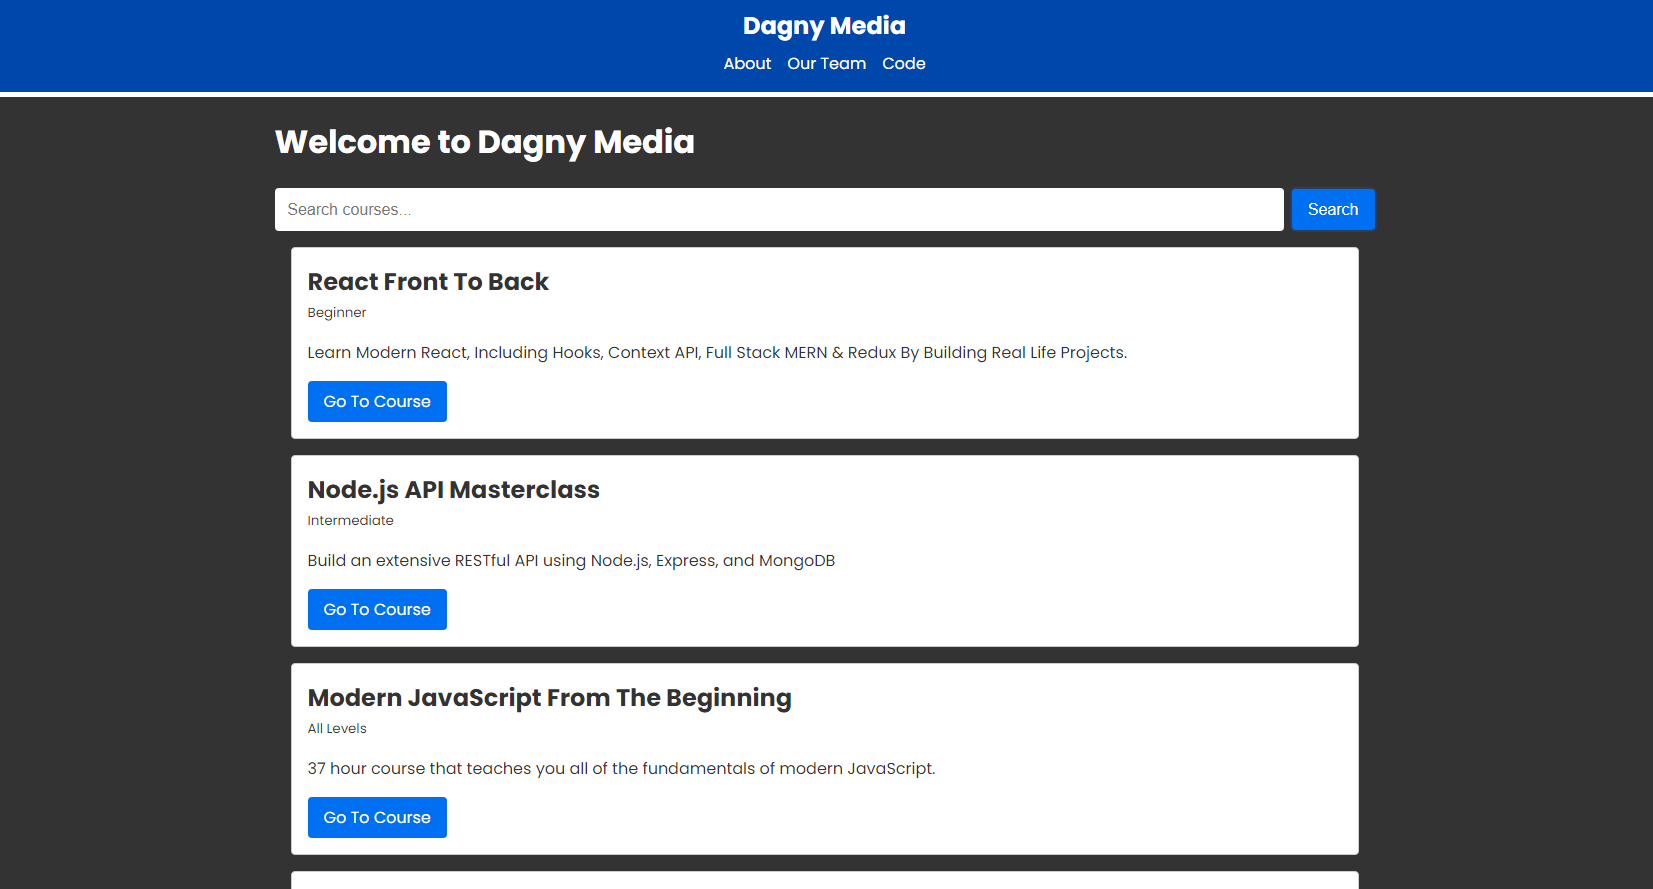 Dagny Media
About Our Team Code
Welcome to Dagny Media
Search courses...
Search
React Front To Back
Beginner
Learn Modern React, Including Hooks, Context API, Full Stack MERN & Redux By Building Real Life Projects.
Go To Course
Node.js API Masterclass
Intermediate
Build an extensive RESTful API using Node.js, Express, and MongoDB
Go To Course
Modern JavaScript From The Beginning
All Levels
37 hour course that teaches you all of the fundamentals of modern JavaScript.
Go To Course